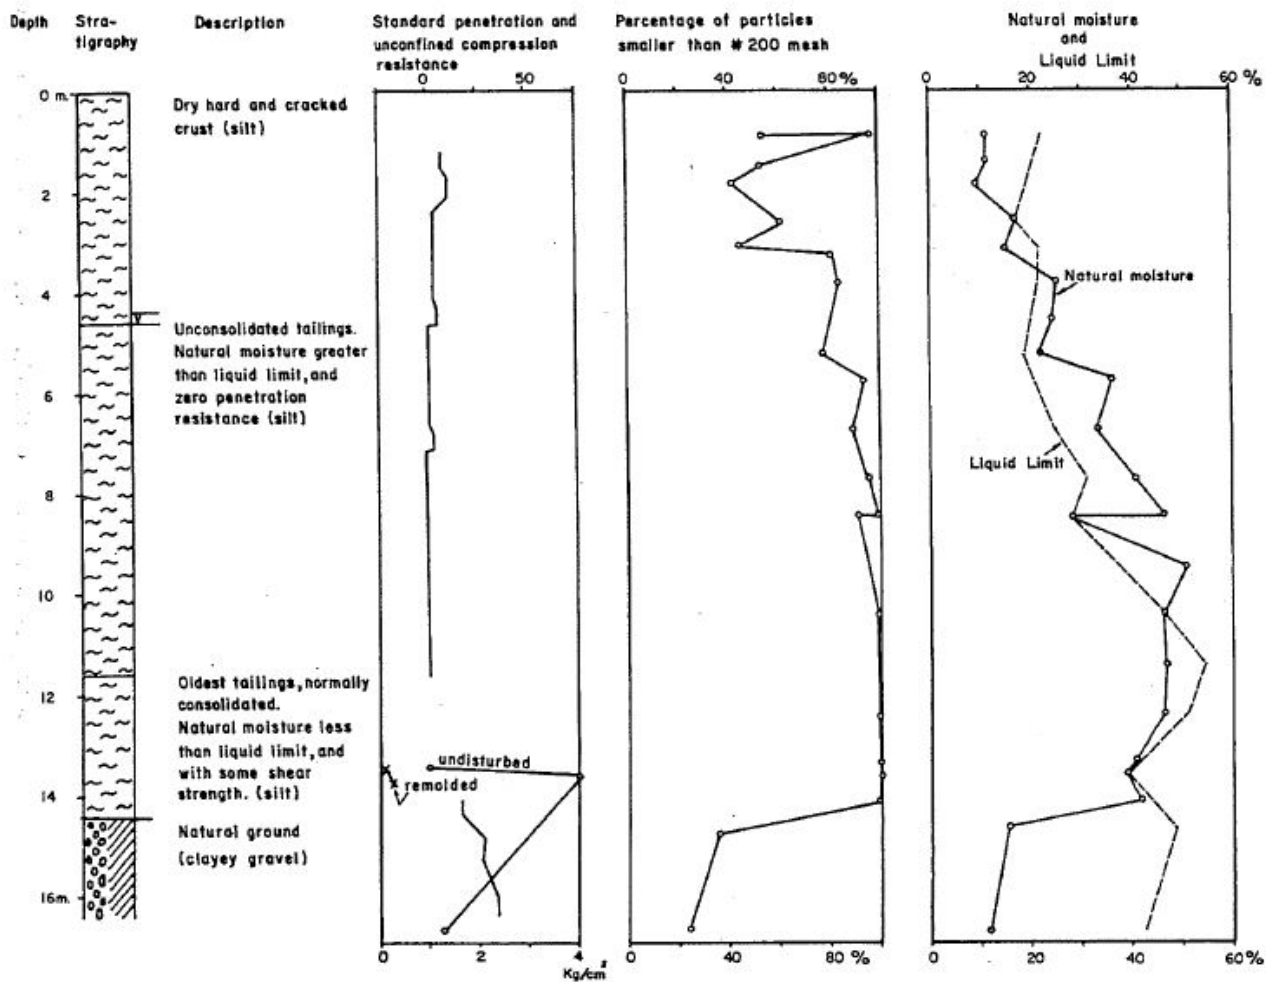 Depth
Stra-
tigraphy
Description
Standard penetration and
unconfined compression
resistance
Percentage of particles
smaller than # 200 mesh
Natural moisture
and
Liquid Limit
0 50
40 80 %
0 20 40 60 %
0 m.
2
4
6
8
10
12
14
16m.
Dry hard and cracked
crust (silt)
Unconsolidated tailings.
Natural moisture greater
than liquid limit, and
zero penetration
resistance (silt)
Oldest tailings, normally
consolidated.
Natural moisture less
than liquid limit, and
with some shear
strength. (silt)
Natural ground
(clayey gravel)
undisturbed
remolded
Natural moisture
Liquid Limit
0 2 4
Kg/cm²
0 40 80 %
0 20 40 60 %